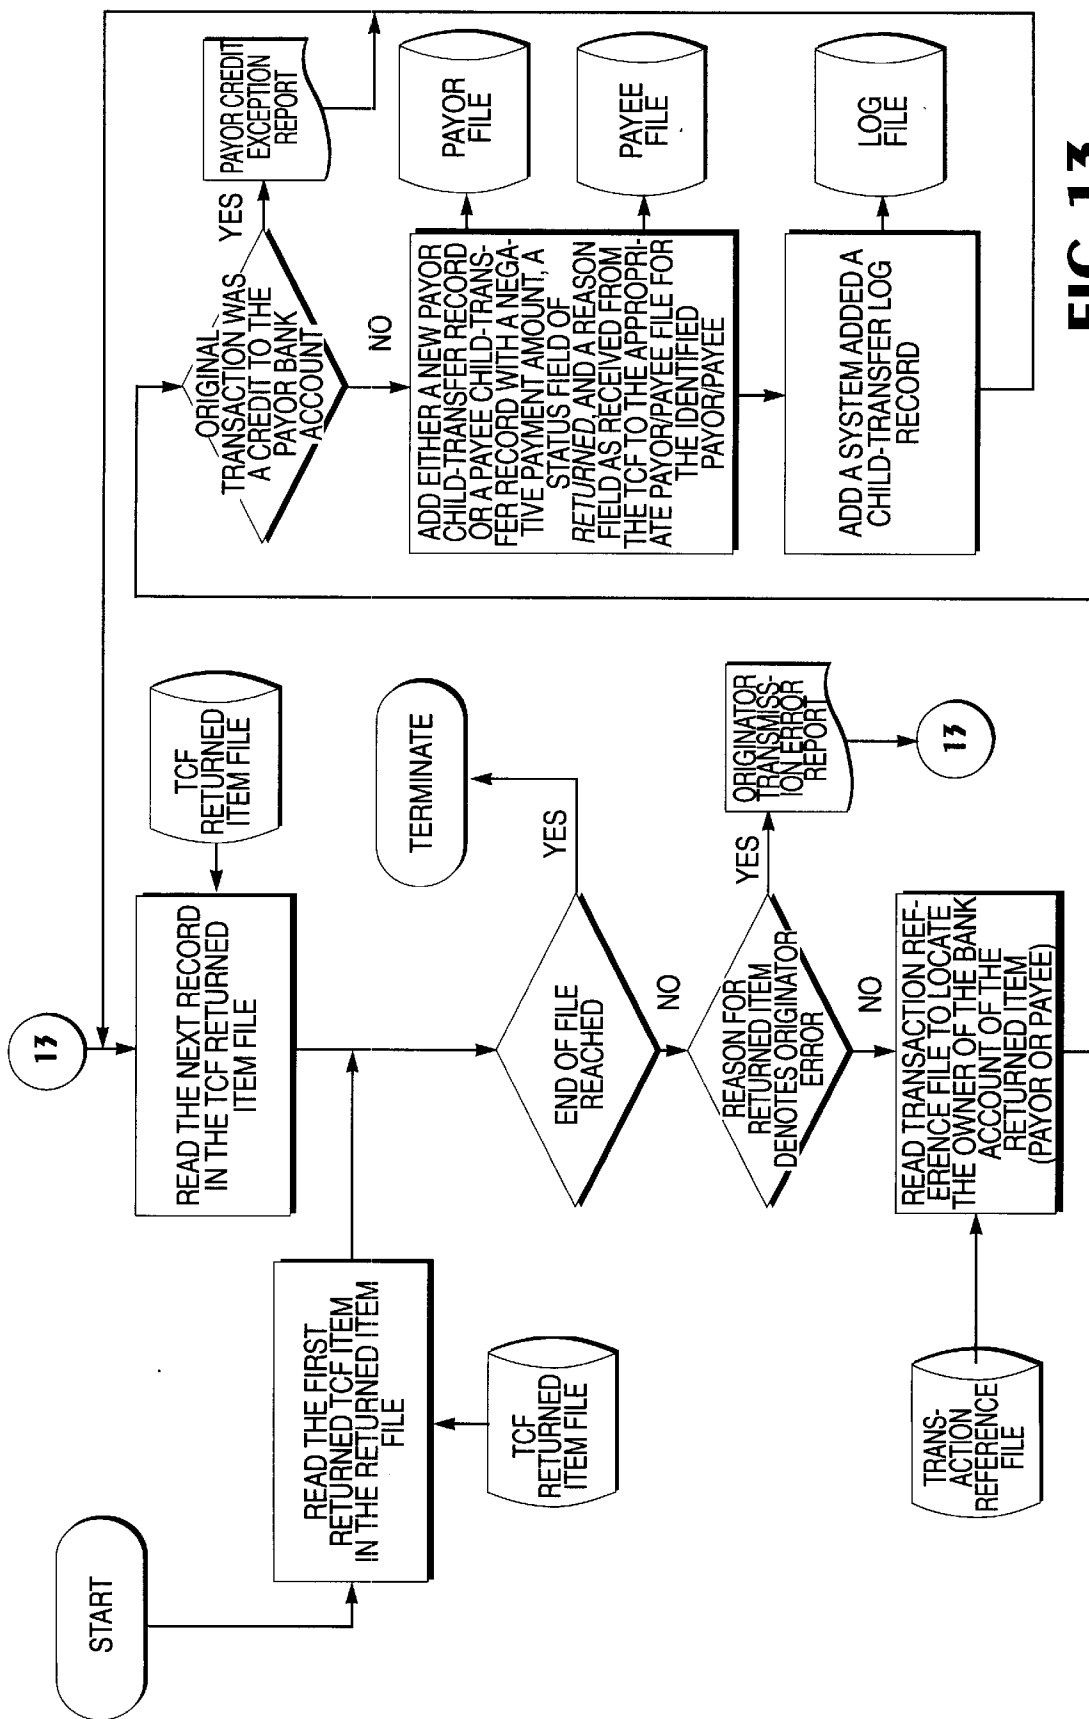 START
READ THE FIRST
RETURNED TCF ITEM
IN THE RETURNED ITEM
FILE
TCF
RETURNED
ITEM FILE
13
READ THE NEXT RECORD
IN THE TCF RETURNED
ITEM FILE
TCF
RETURNED
ITEM FILE
END OF FILE
REACHED
YES
TERMINATE
NO
REASON FOR
RETURNED ITEM
DENOTES ORIGINATOR
ERROR
YES
ORIGINATOR
TRANSMISS-
ION ERROR
REPORT
13
NO
READ TRANSACTION REF-
ERENCE FILE TO LOCATE
THE OWNER OF THE BANK
ACCOUNT OF THE
RETURNED ITEM
(PAYOR OR PAYEE)
TRANS-
ACTION
REFERENCE
FILE
ORIGINAL
TRANSACTION WAS
A CREDIT TO THE
PAYOR BANK
ACCOUNT
YES
PAYOR CREDIT
EXCEPTION
REPORT
NO
ADD EITHER A NEW PAYOR
CHILD-TRANSFER RECORD
OR A PAYEE CHILD-TRANS-
FER RECORD WITH A NEGA-
TIVE PAYMENT AMOUNT, A
STATUS FIELD OF
RETURNED, AND A REASON
FIELD AS RECEIVED FROM
THE TCF TO THE APPROPRI-
ATE PAYOR/PAYEE FILE FOR
THE IDENTIFIED
PAYOR/PAYEE
PAYOR
FILE
PAYEE
FILE
ADD A SYSTEM ADDED A
CHILD-TRANSFER LOG
RECORD
LOG
FILE
FIG. 13